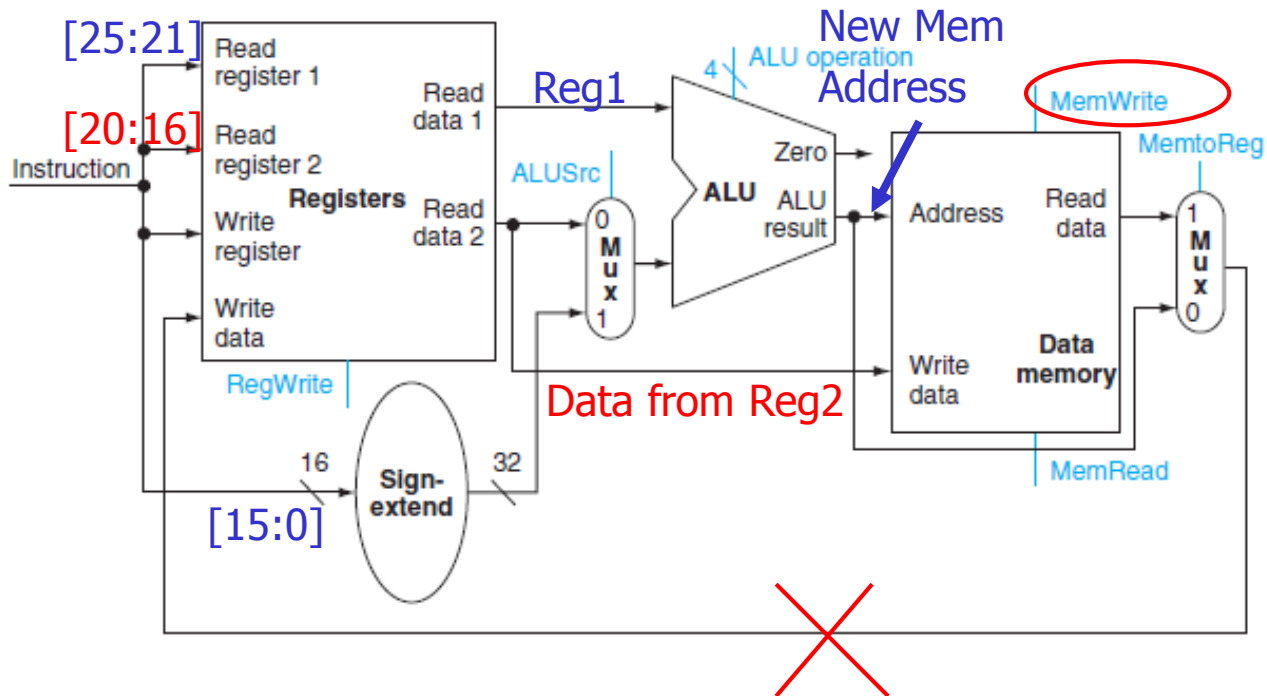 [25:21]
Read
register 1
[20:16]
Read
register 2
Instruction
Registers
Write
register
Write
data
RegWrite
Read
data 1
Read
data 2
Reg1
ALUSrc
0
M
u
x
1
4
ALU operation
Zero
ALU
ALU
result
New Mem
Address
MemWrite
MemtoReg
Address
Read
data
1
M
u
x
0
Write
data
Data
memory
MemRead
Data from Reg2
16
Sign-
extend
32
[15:0]